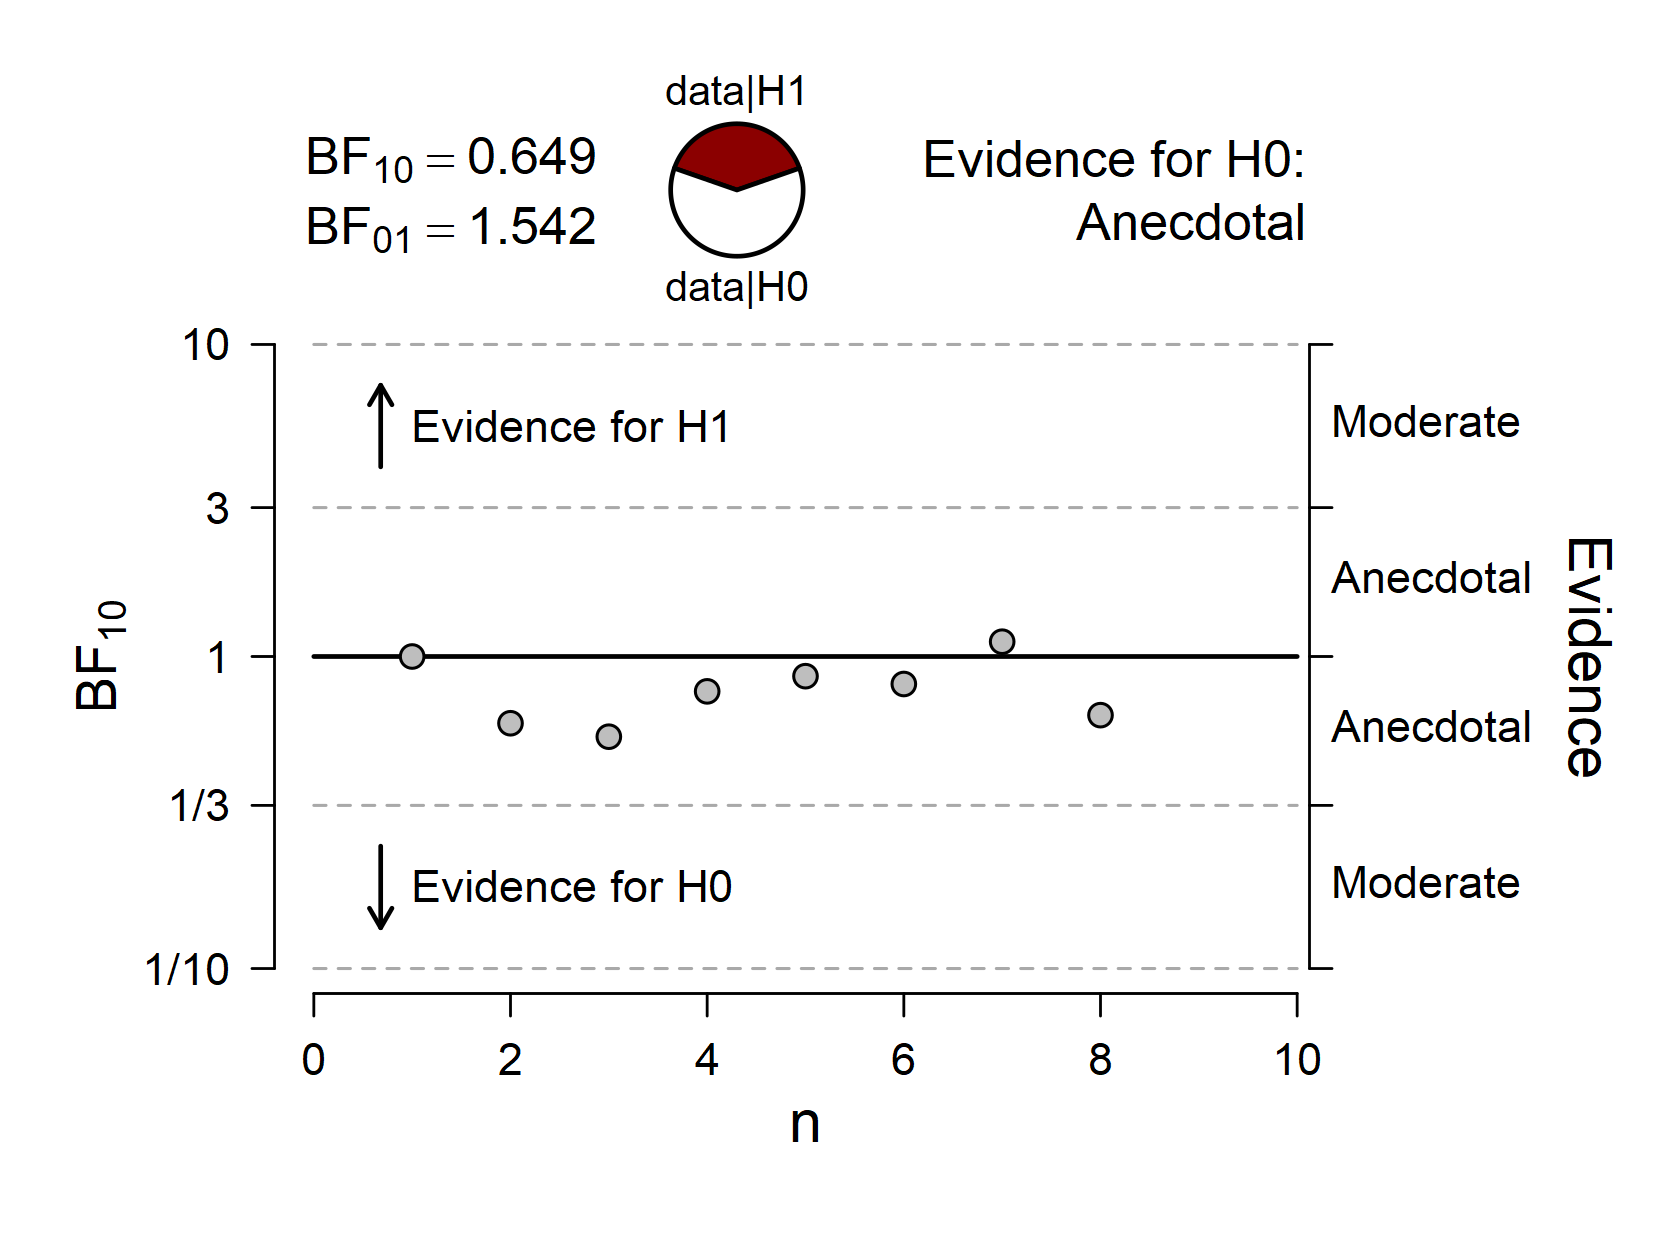 data|H1
BF10 = 0.649
BF01 = 1.542
data|H0
Evidence for H0:
Anecdotal
10
3
1
1/3
1/10
BF10
Evidence for H1
Evidence for H0
Moderate
Anecdotal
Anecdotal
Moderate
Evidence
0 2 4 6 8 10
n